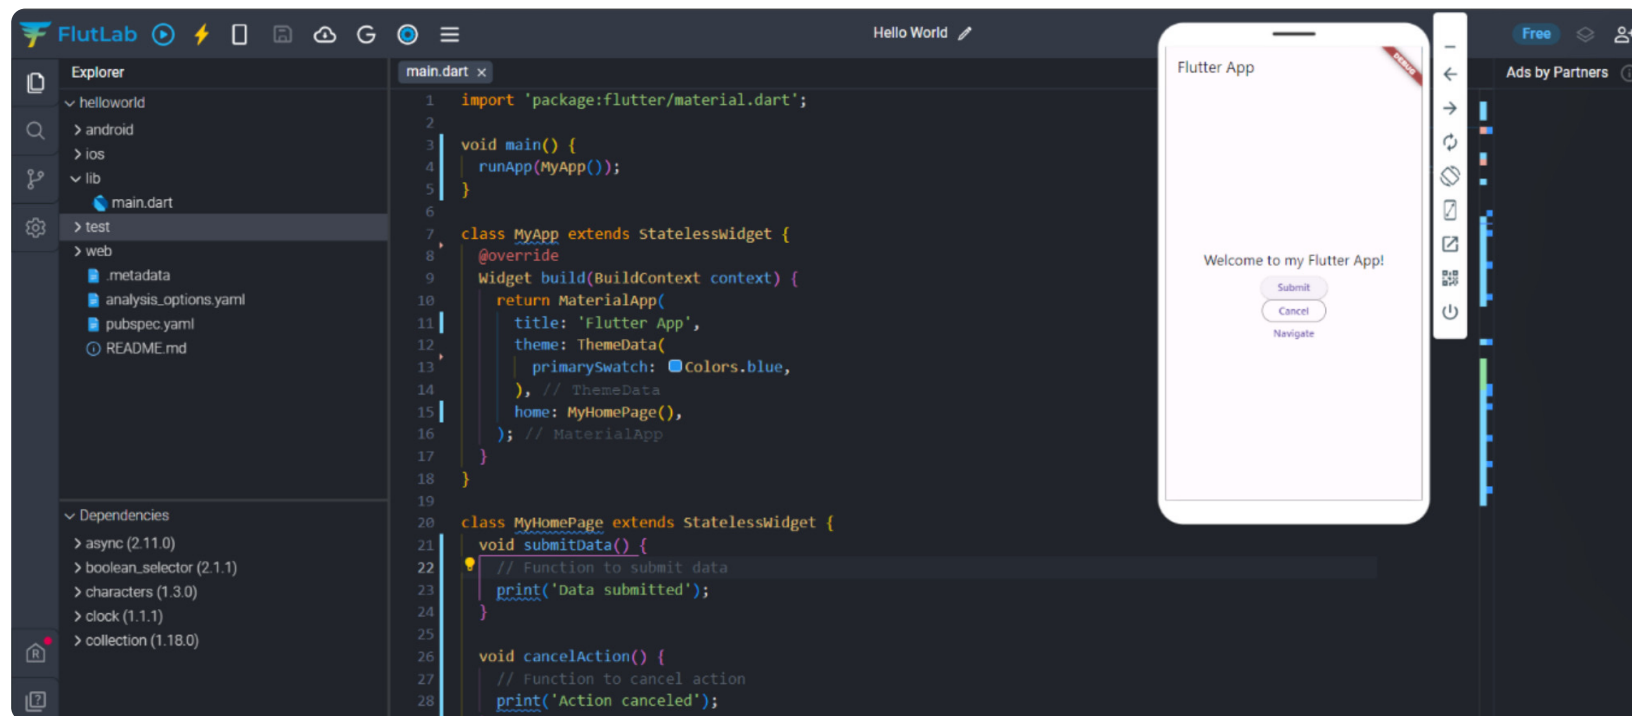 FlutLab
Hello World
Free
Explorer
helloworld
android
ios
lib
main.dart
test
web
.metadata
analysis_options.yaml
pubspec.yaml
README.md
Dependencies
async (2.11.0)
boolean_selector (2.1.1)
characters (1.3.0)
clock (1.1.1)
collection (1.18.0)
main.dart ×
1 import 'package:flutter/material.dart';
2
3 void main() {
4 runApp(MyApp());
5 }
6
7 class MyApp extends StatelessWidget {
8 @override
9 Widget build(BuildContext context) {
10 return MaterialApp(
11 title: 'Flutter App',
12 theme: ThemeData(
13 primarySwatch: Colors.blue,
14 ), // ThemeData
15 home: MyHomePage(),
16 ); // MaterialApp
17 }
18 }
19
20 class MyHomePage extends StatelessWidget {
21 void submitData() {
22 // Function to submit data
23 print('Data submitted');
24 }
25
26 void cancelAction() {
27 // Function to cancel action
28 print('Action canceled');
Flutter App
DEBUG
Welcome to my Flutter App!
Submit
Cancel
Navigate
Ads by Partners